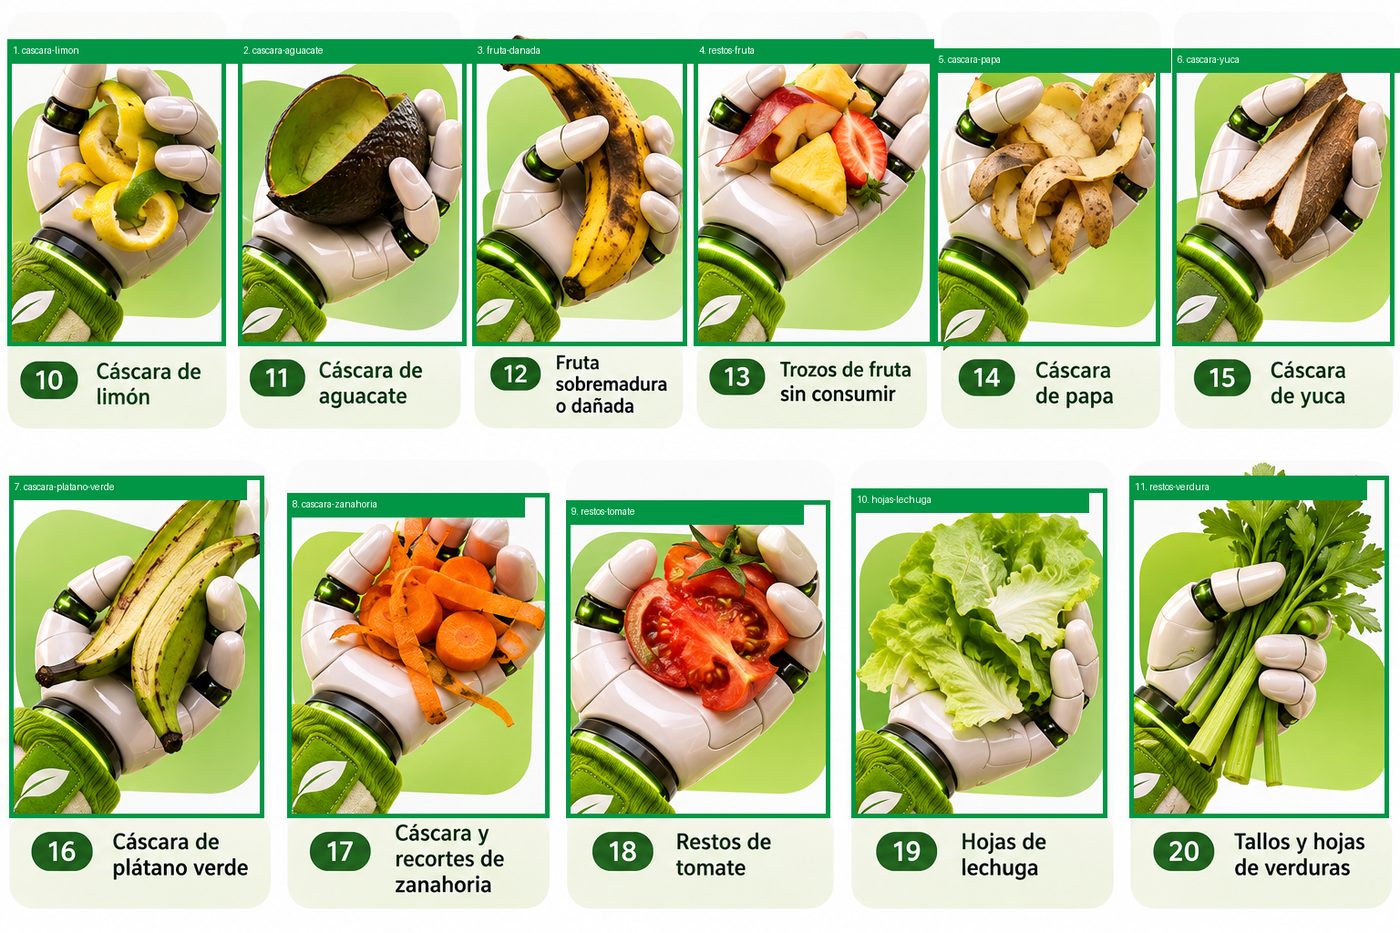 1. cascara-limon
2. cascara-aguacate
3. fruta-danada
4. restos-fruta
5. cascara-papa
6. cascara-yuca
10 Cáscara de
limón
11 Cáscara de
aguacate
12 Fruta
sobremadura
o dañada
13 Trozos de fruta
sin consumir
14 Cáscara
de papa
15 Cáscara
de yuca
7. cascara-platano-verde
8. cascara-zanahoria
9. restos-tomate
10. hojas-lechuga
11. restos-verdura
16 Cáscara de
plátano verde
17 Cáscara y
recortes de
zanahoria
18 Restos de
tomate
19 Hojas de
lechuga
20 Tallos y hojas
de verduras